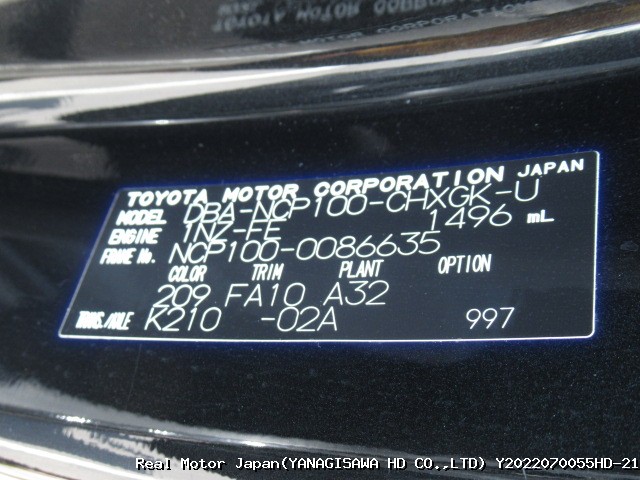 TOYOTA MOTOR CORPORATION JAPAN
MODEL DBA-NCP100-CHXGK-U
ENGINE 1NZ-FE 1496 mL
FRAME No. NCP100-0086635
COLOR TRIM PLANT OPTION
209 FA10 A32
TRANS./AXLE K210 -02A 997
Real Motor Japan(YANAGISAWA HD CO.,LTD) Y2022070055HD-21